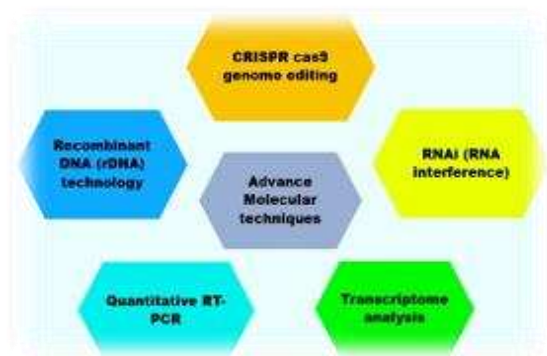 CRISPR cas9
genome editing
Recombinant
DNA (rDNA)
technology
RNAi (RNA
interference)
Advance
Molecular
techniques
Quantitative RT-
PCR
Transcriptome
analysis